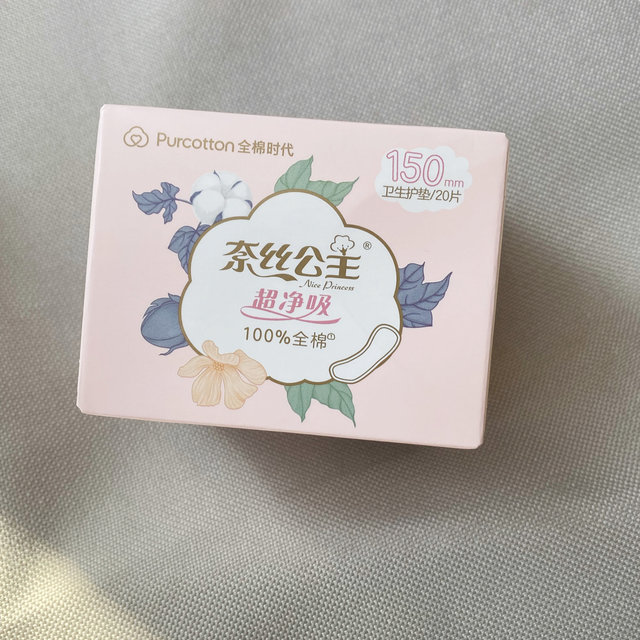 Purcotton 全棉时代
150mm
卫生护垫/20片
奈丝公主®
Nice Princess
超净吸
100%全棉①